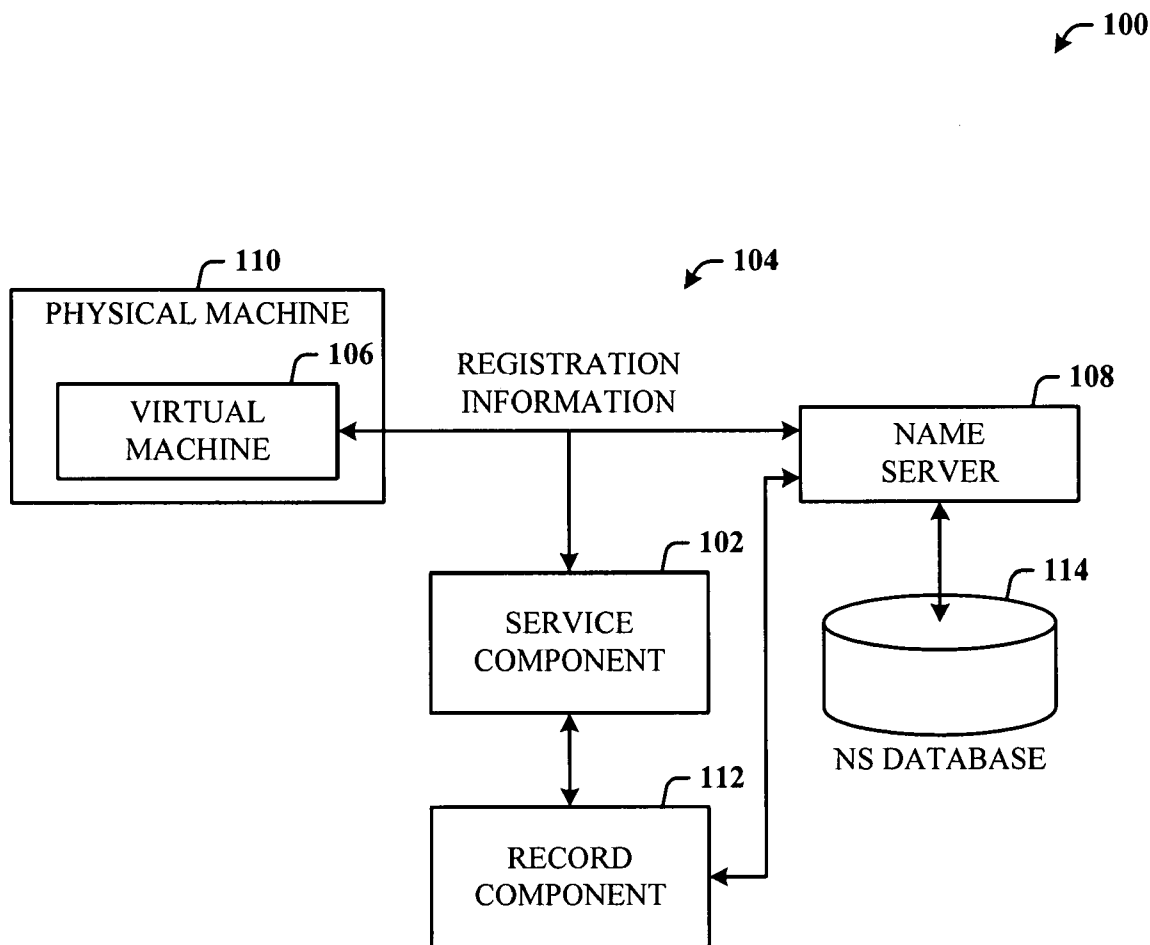 100
110
104
PHYSICAL MACHINE
106
VIRTUAL
MACHINE
REGISTRATION
INFORMATION
108
NAME
SERVER
102
SERVICE
COMPONENT
114
NS DATABASE
112
RECORD
COMPONENT